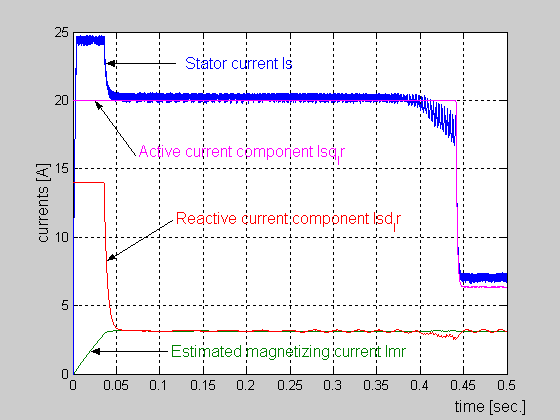 25
20
15
10
5
0
currents [A]
Stator current Is
Active current component Isq_r
Reactive current component Isd_r
Estimated magnetizing current Imr
0 0.05 0.1 0.15 0.2 0.25 0.3 0.35 0.4 0.45 0.5
time [sec.]